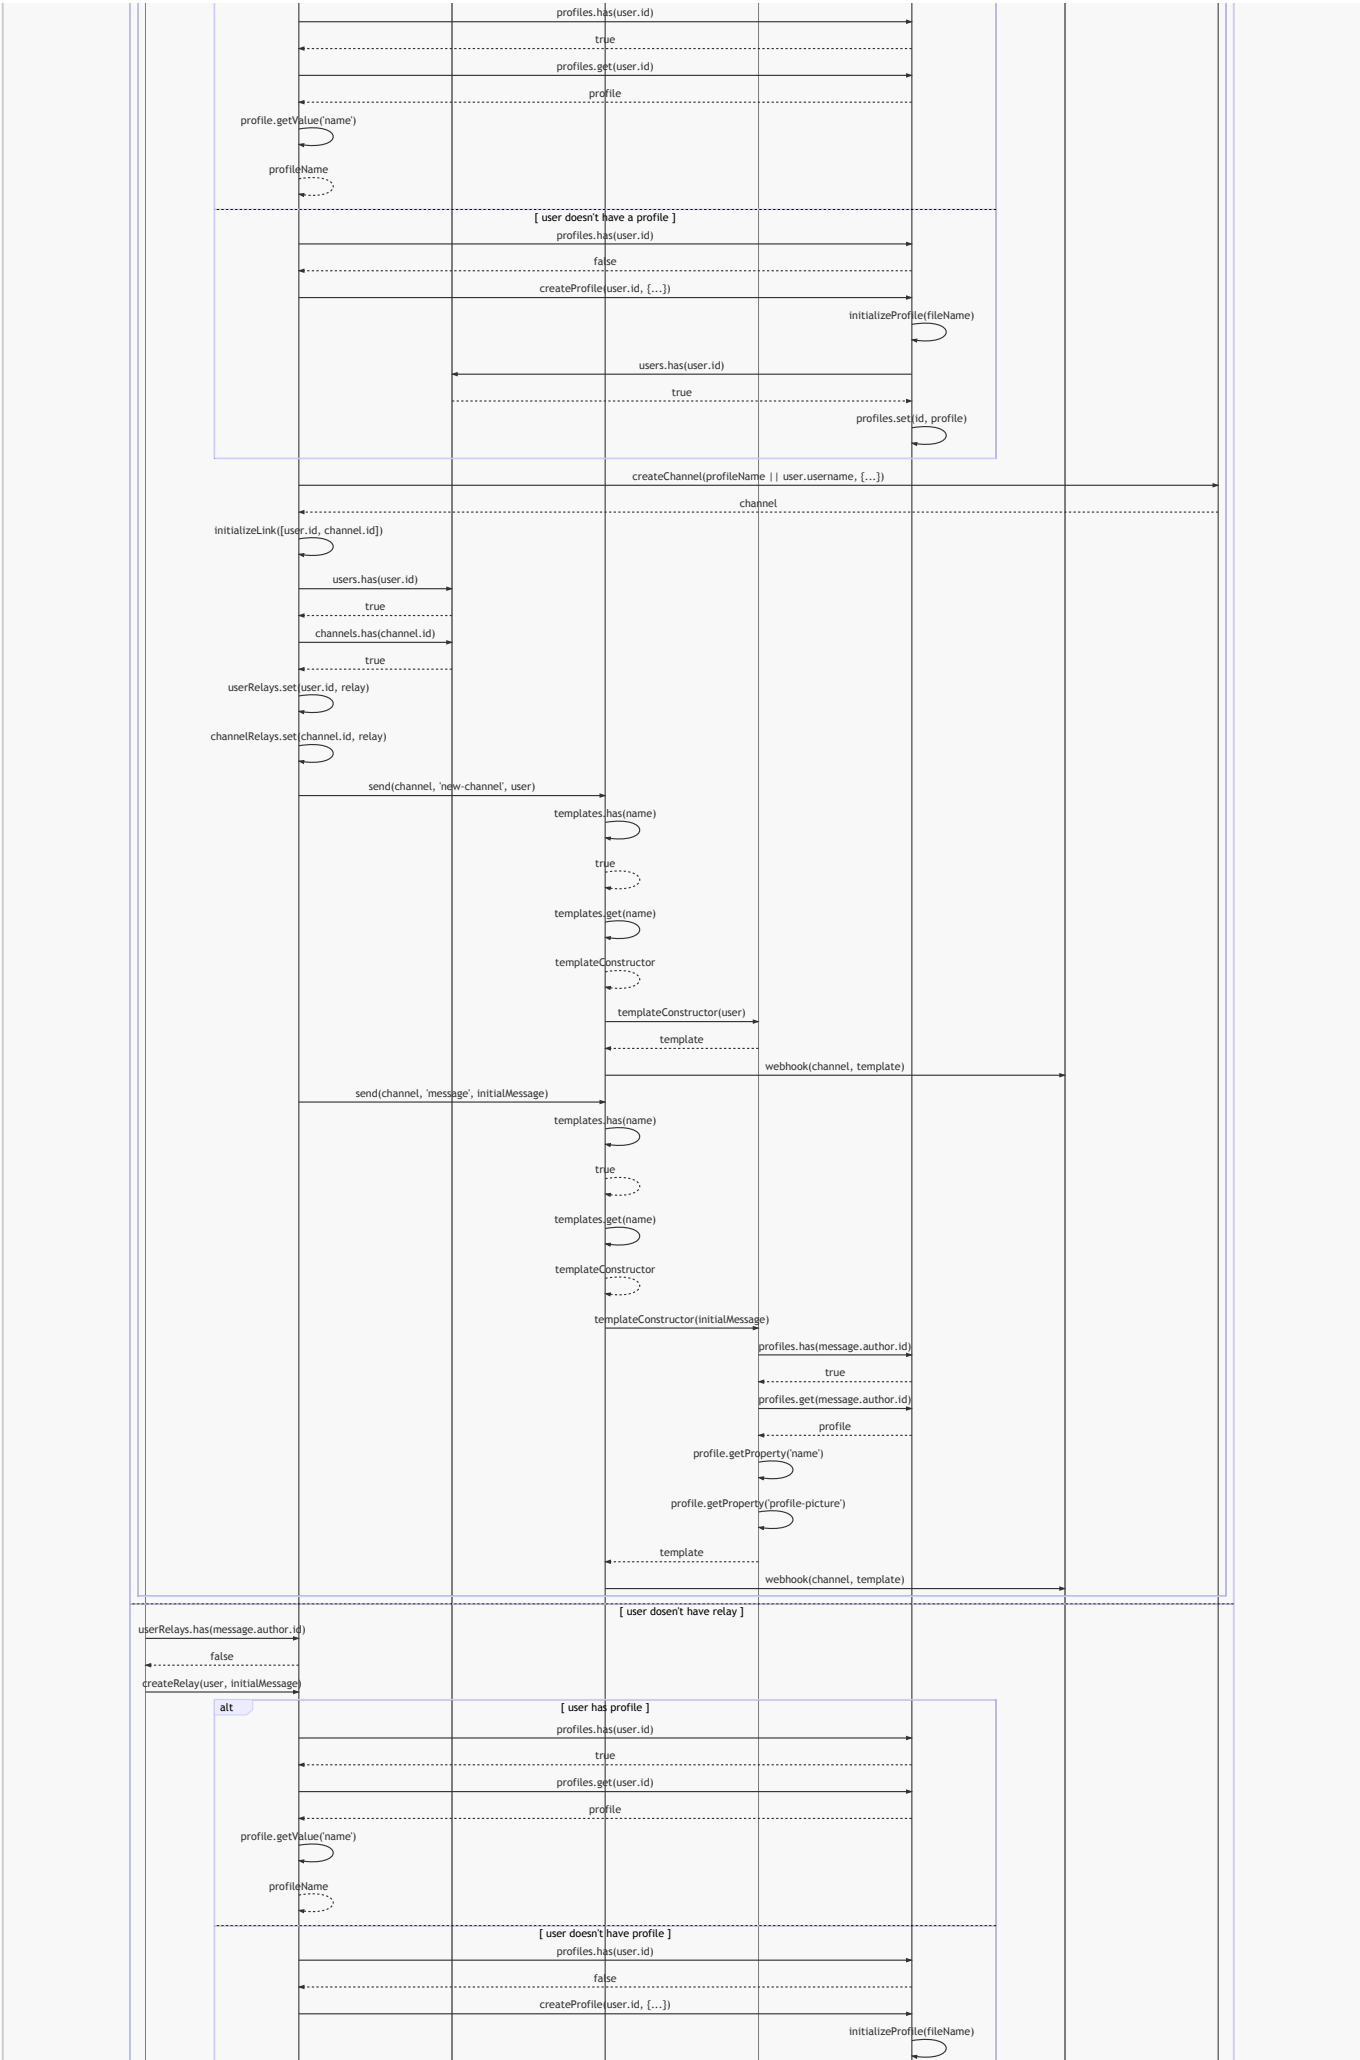 profiles.has(user.id)
true
profiles.get(user.id)
profile
profile.getValue('name')
profileName
[ user doesn't have a profile ]
profiles.has(user.id)
false
createProfile(user.id, {...})
initializeProfile(fileName)
users.has(user.id)
true
profiles.set(id, profile)
createChannel(profileName || user.username, {...})
channel
initializeLink([user.id, channel.id])
users.has(user.id)
true
channels.has(channel.id)
true
userRelays.set(user.id, relay)
channelRelays.set(channel.id, relay)
send(channel, 'new-channel', user)
templates.has(name)
true
templates.get(name)
templateConstructor
templateConstructor(user)
template
webhook(channel, template)
send(channel, 'message', initialMessage)
templates.has(name)
true
templates.get(name)
templateConstructor
templateConstructor(initialMessage)
profiles.has(message.author.id)
true
profiles.get(message.author.id)
profile
profile.getProperty('name')
profile.getProperty('profile-picture')
template
webhook(channel, template)
[ user dosen't have relay ]
userRelays.has(message.author.id)
false
createRelay(user, initialMessage)
alt [ user has profile ]
profiles.has(user.id)
true
profiles.get(user.id)
profile
profile.getValue('name')
profileName
[ user doesn't have profile ]
profiles.has(user.id)
false
createProfile(user.id, {...})
initializeProfile(fileName)